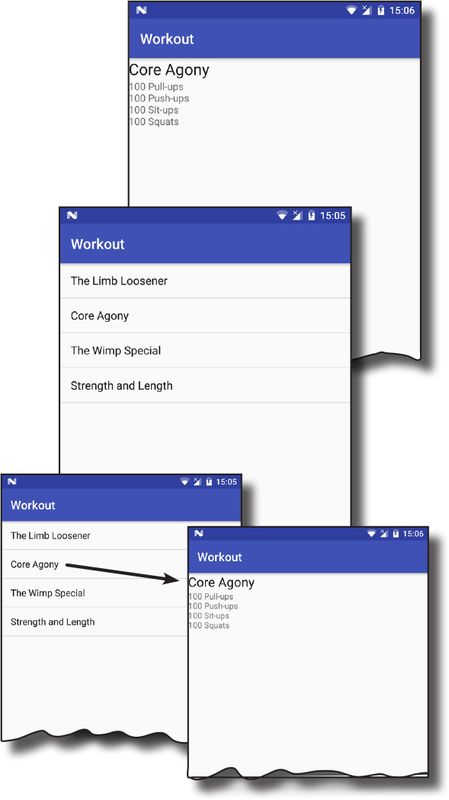 N 15:06
Workout
Core Agony
100 Pull-ups
100 Push-ups
100 Sit-ups
100 Squats
N 15:05
Workout
The Limb Loosener
Core Agony
The Wimp Special
Strength and Length
N 15:05
Workout
The Limb Loosener
Core Agony
The Wimp Special
Strength and Length
N 15:06
Workout
Core Agony
100 Pull-ups
100 Push-ups
100 Sit-ups
100 Squats